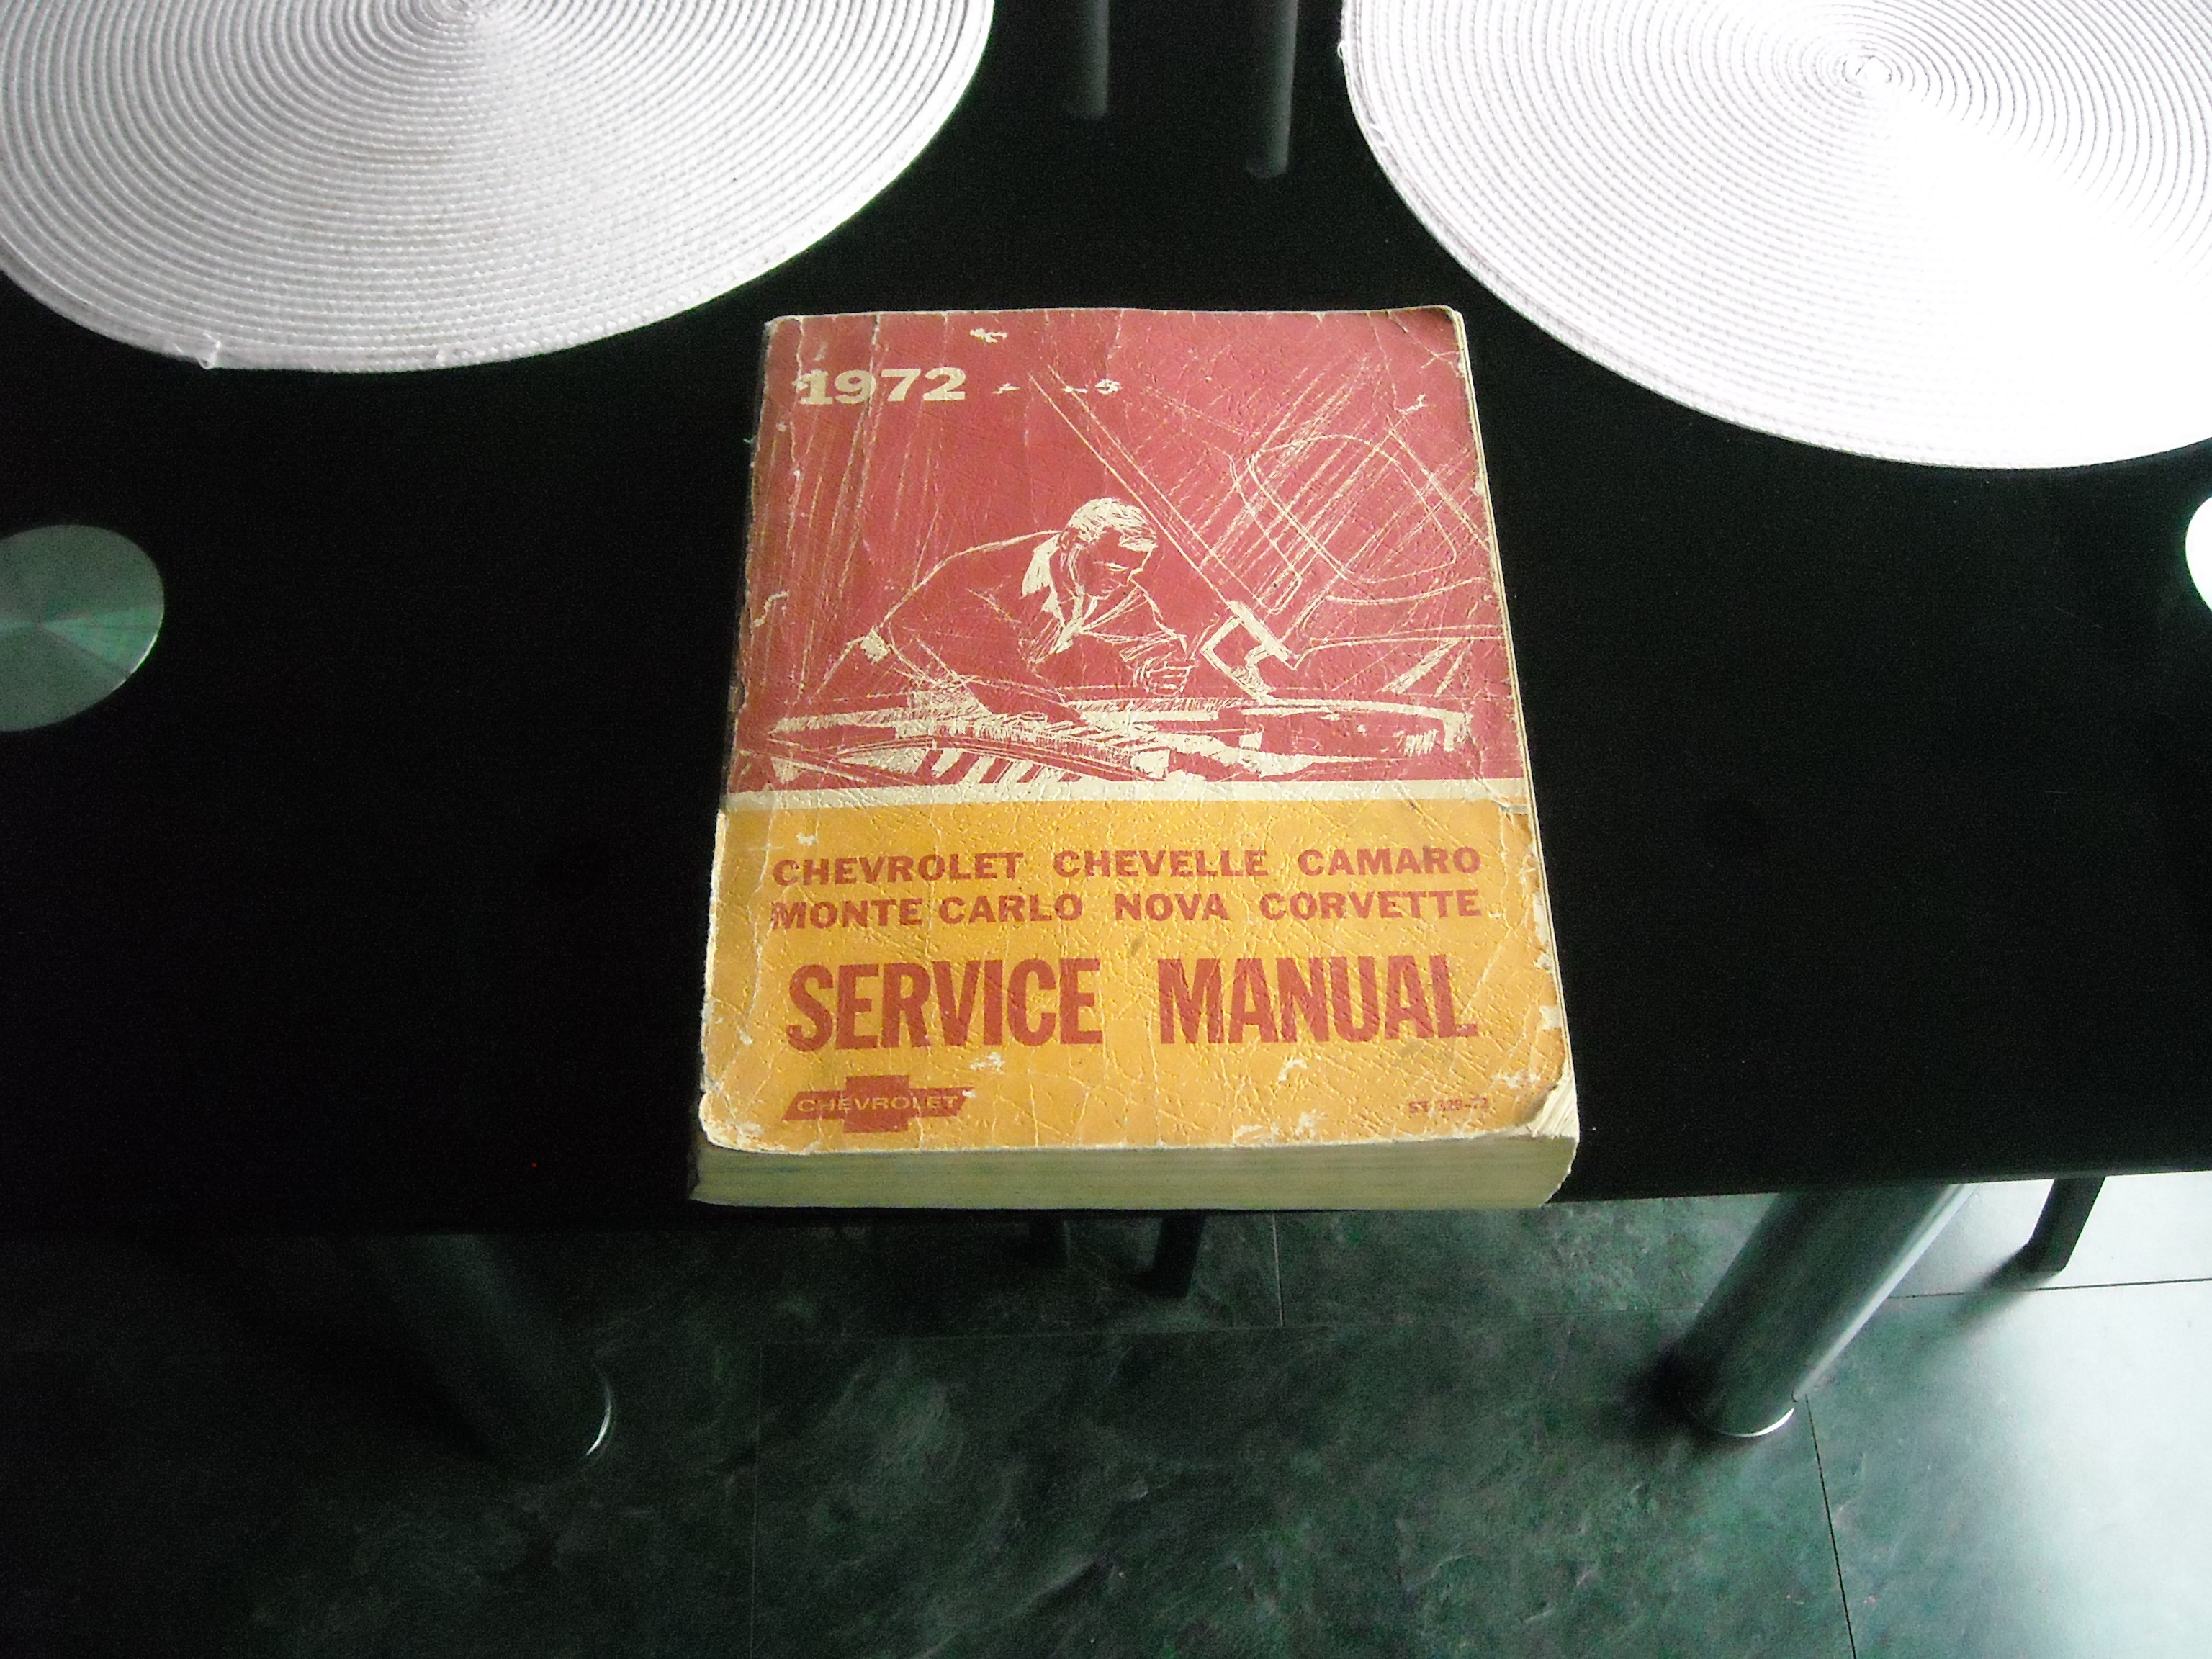 1972
CHEVROLET CHEVELLE CAMARO
MONTE CARLO NOVA CORVETTE
SERVICE MANUAL
CHEVROLET